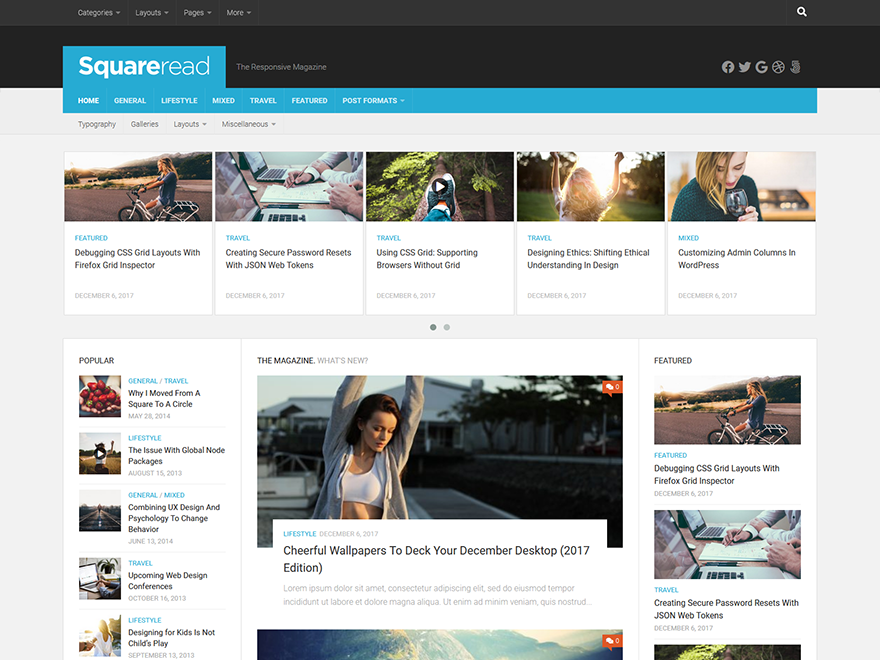 Categories Layouts Pages More
Squareread
The Responsive Magazine
HOME GENERAL LIFESTYLE MIXED TRAVEL FEATURED POST FORMATS
Typography Galleries Layouts Miscellaneous
FEATURED
Debugging CSS Grid Layouts With
Firefox Grid Inspector
DECEMBER 6, 2017
TRAVEL
Creating Secure Password Resets
With JSON Web Tokens
DECEMBER 6, 2017
TRAVEL
Using CSS Grid: Supporting
Browsers Without Grid
DECEMBER 6, 2017
TRAVEL
Designing Ethics: Shifting Ethical
Understanding In Design
DECEMBER 6, 2017
MIXED
Customizing Admin Columns In
WordPress
DECEMBER 6, 2017
POPULAR
GENERAL / TRAVEL
Why I Moved From A
Square To A Circle
MAY 28, 2014
LIFESTYLE
The Issue With Global Node
Packages
AUGUST 15, 2013
GENERAL / MIXED
Combining UX Design And
Psychology To Change
Behavior
JUNE 13, 2014
TRAVEL
Upcoming Web Design
Conferences
OCTOBER 16, 2013
LIFESTYLE
Designing for Kids Is Not
Child's Play
SEPTEMBER 13, 2013
THE MAGAZINE. WHAT'S NEW?
0
LIFESTYLE DECEMBER 6, 2017
Cheerful Wallpapers To Deck Your December Desktop (2017
Edition)
Lorem ipsum dolor sit amet, consectetur adipiscing elit, sed do eiusmod tempor
incididunt ut labore et dolore magna aliqua. Ut enim ad minim veniam, quis nostrud...
0
FEATURED
FEATURED
Debugging CSS Grid Layouts With
Firefox Grid Inspector
DECEMBER 6, 2017
TRAVEL
Creating Secure Password Resets With
JSON Web Tokens
DECEMBER 6, 2017